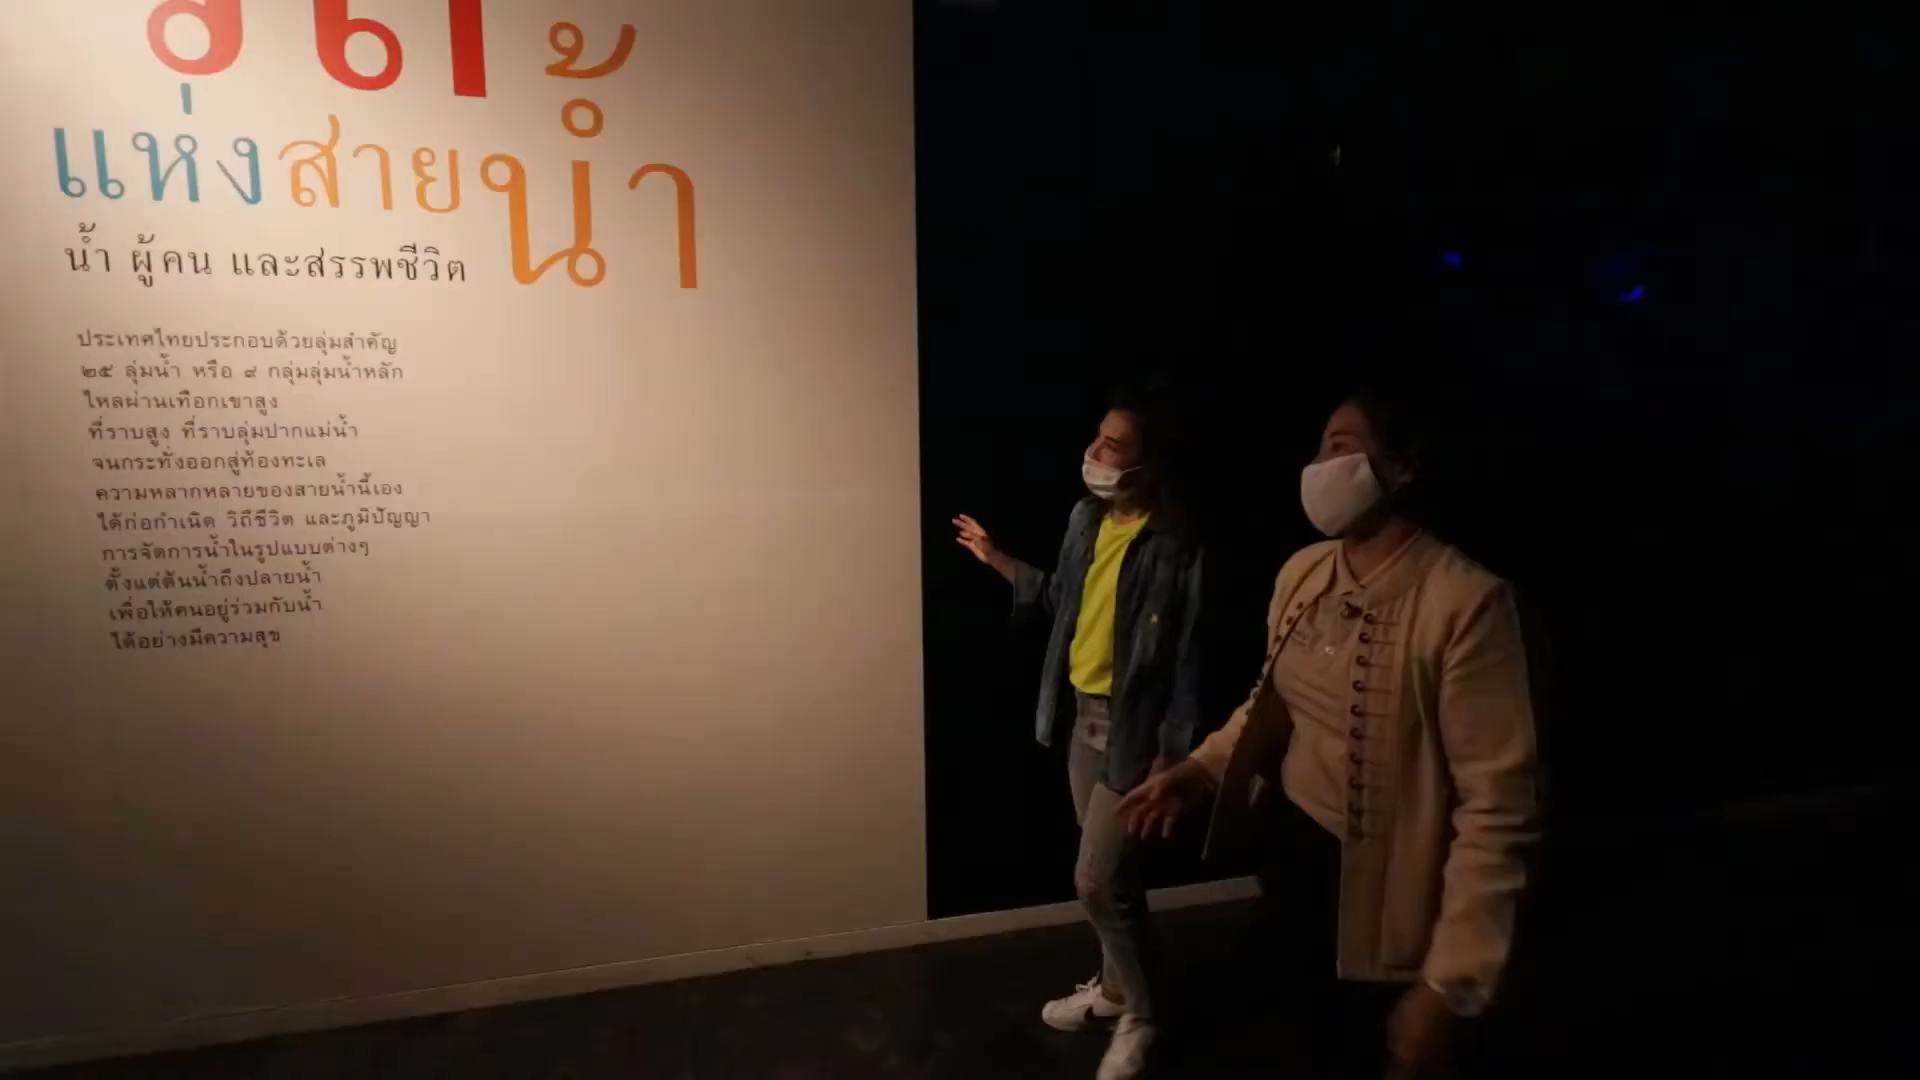 แห่งสายน้ำ
น้ำ ผู้คน และสรรพชีวิต
ประเทศไทยประกอบด้วยลุ่มสำคัญ
๒๕ ลุ่มน้ำ หรือ ๙ กลุ่มลุ่มน้ำหลัก
ไหลผ่านเทือกเขาสูง
ที่ราบสูง ที่ราบลุ่มปากแม่น้ำ
จนกระทั่งออกสู่ท้องทะเล
ความหลากหลายของสายน้ำนี้เอง
ได้ก่อกำเนิด วิถีชีวิต และภูมิปัญญา
การจัดการน้ำในรูปแบบต่างๆ
ตั้งแต่ต้นน้ำถึงปลายน้ำ
เพื่อให้คนอยู่ร่วมกับน้ำ
ได้อย่างมีความสุข